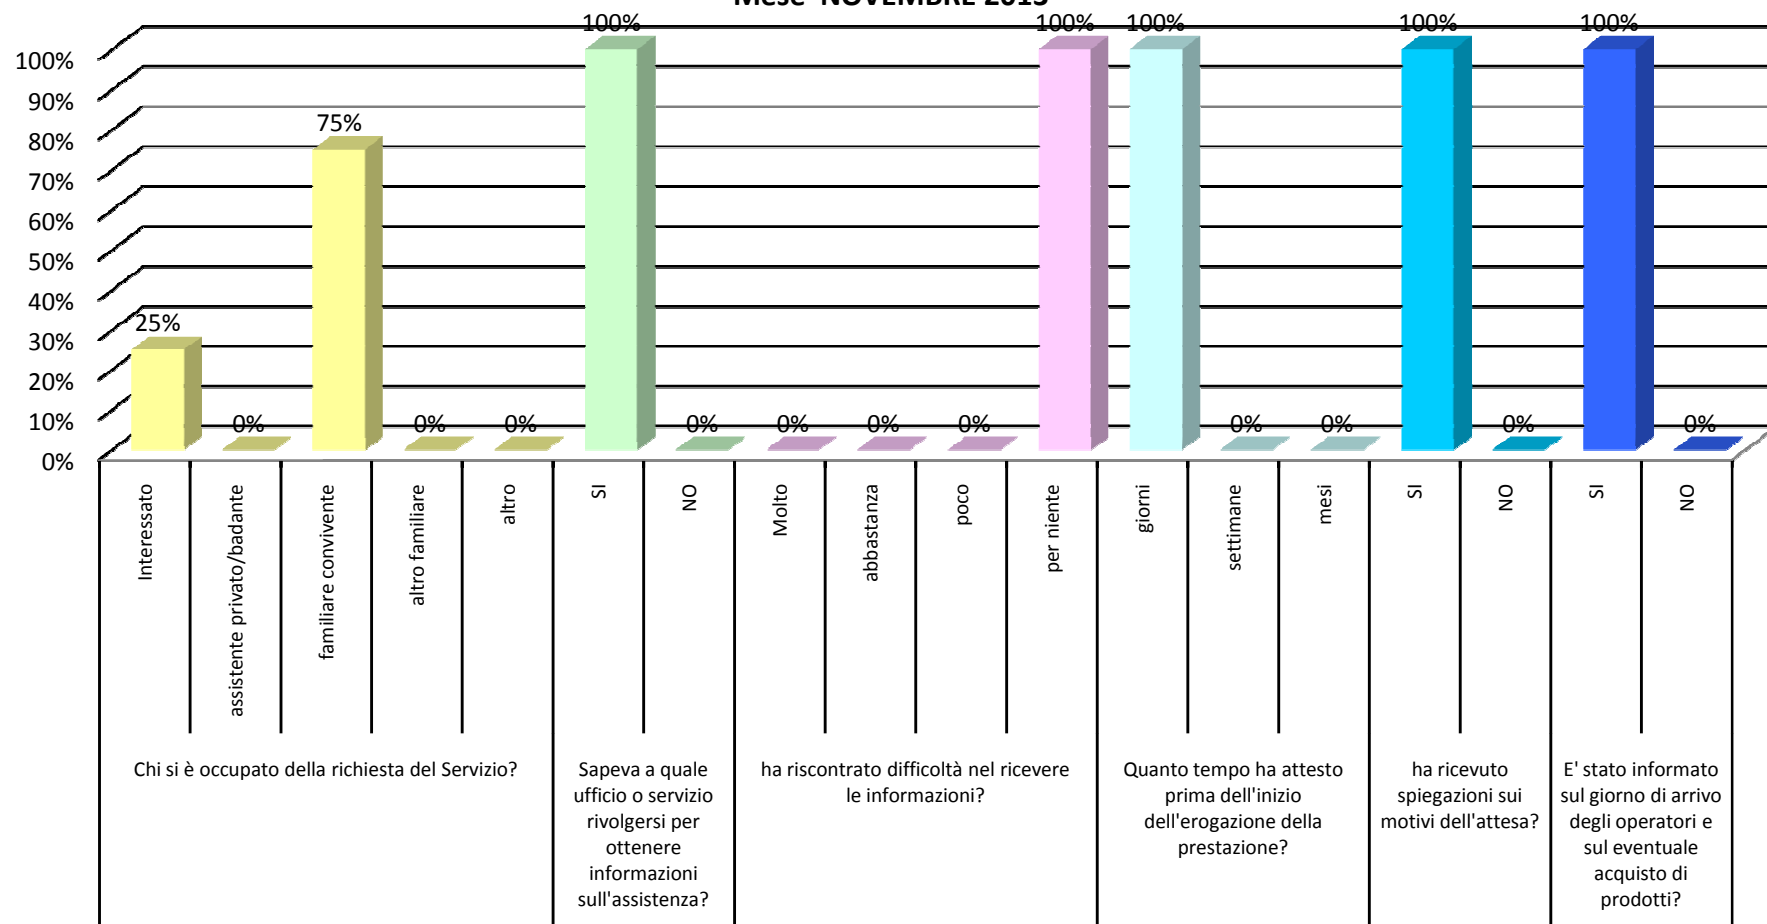 Mese NOVEMBRE 2013
100%
90%
80%
70%
60%
50%
40%
30%
20%
10%
0%
25%
0%
75%
0%
0%
100%
0%
0%
0%
0%
100%
100%
0%
0%
100%
0%
100%
0%
Interessato
assistente privato/badante
familiare convivente
altro familiare
altro
SI
NO
Molto
abbastanza
poco
per niente
giorni
settimane
mesi
SI
NO
SI
NO
Chi si è occupato della richiesta del Servizio?
Sapeva a quale
ufficio o servizio
rivolgersi per
ottenere
informazioni
sull'assistenza?
ha riscontrato difficoltà nel ricevere
le informazioni?
Quanto tempo ha attesto
prima dell'inizio
dell'erogazione della
prestazione?
ha ricevuto
spiegazioni sui
motivi dell'attesa?
E' stato informato
sul giorno di arrivo
degli operatori e
sul eventuale
acquisto di
prodotti?